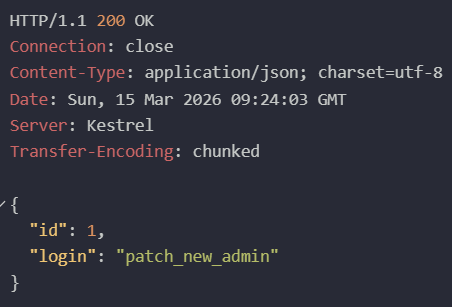 HTTP/1.1 200 OK
Connection: close
Content-Type: application/json; charset=utf-8
Date: Sun, 15 Mar 2026 09:24:03 GMT
Server: Kestrel
Transfer-Encoding: chunked
{
"id": 1,
"login": "patch_new_admin"
}